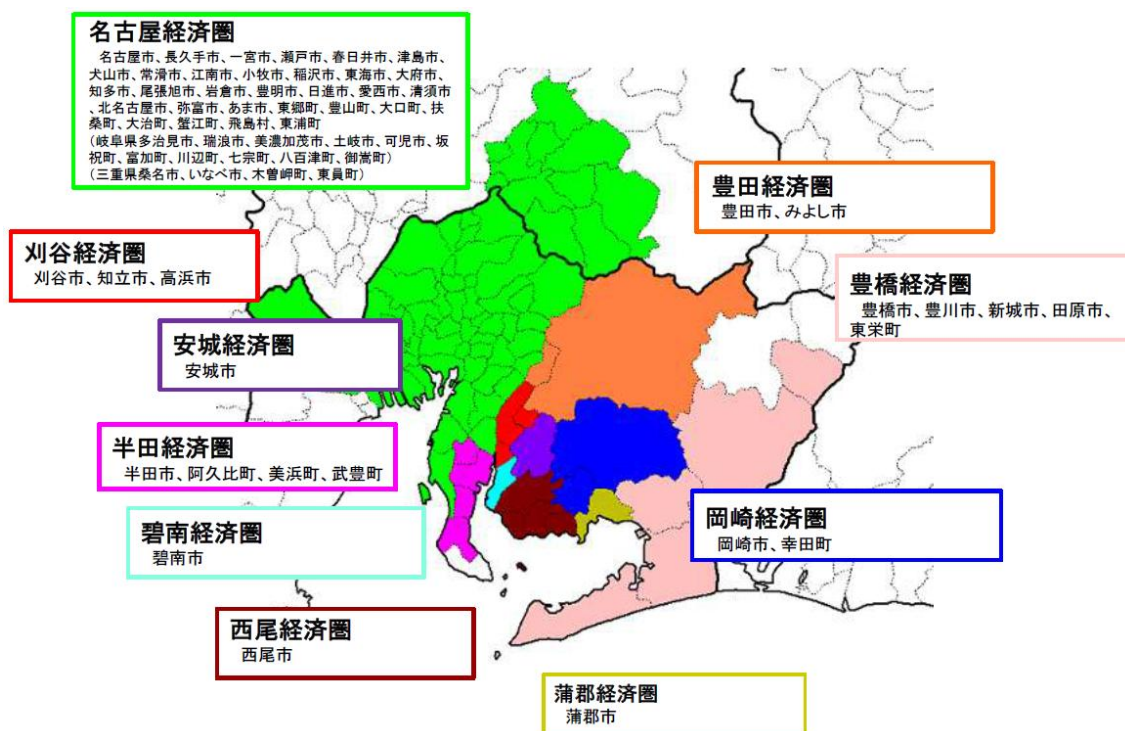 名古屋経済圏
名古屋市、長久手市、一宮市、瀬戸市、春日井市、津島市、
犬山市、常滑市、江南市、小牧市、稲沢市、東海市、大府市、
知多市、尾張旭市、岩倉市、豊明市、日進市、愛西市、清須市
、北名古屋市、弥富市、あま市、東郷町、豊山町、大口町、扶
桑町、大治町、蟹江町、飛島村、東浦町
(岐阜県多治見市、瑞浪市、美濃加茂市、土岐市、可児市、坂
祝町、富加町、川辺町、七宗町、八百津町、御嵩町)
(三重県桑名市、いなべ市、木曽岬町、東員町)
豊田経済圏
豊田市、みよし市
刈谷経済圏
刈谷市、知立市、高浜市
豊橋経済圏
豊橋市、豊川市、新城市、田原市、
東栄町
安城経済圏
安城市
半田経済圏
半田市、阿久比町、美浜町、武豊町
岡崎経済圏
岡崎市、幸田町
碧南経済圏
碧南市
西尾経済圏
西尾市
蒲郡経済圏
蒲郡市